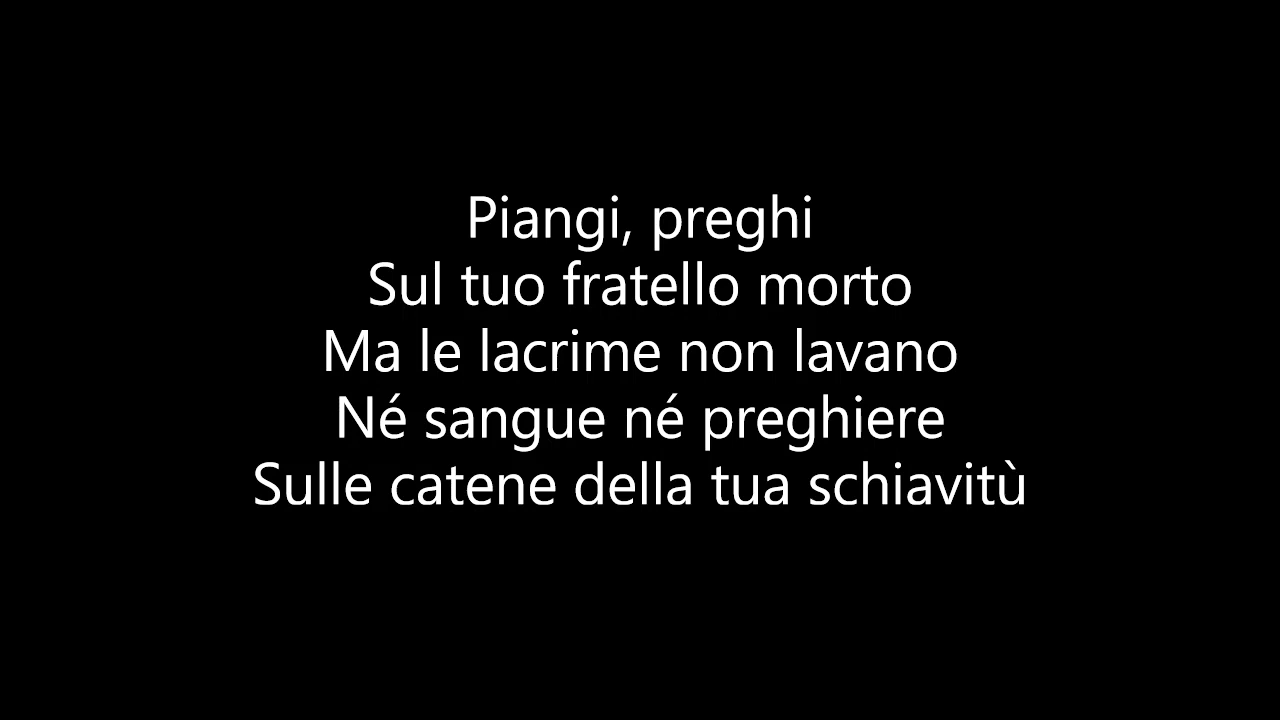 Piangi, preghi
Sul tuo fratello morto
Ma le lacrime non lavano
Né sangue né preghiere
Sulle catene della tua schiavitù